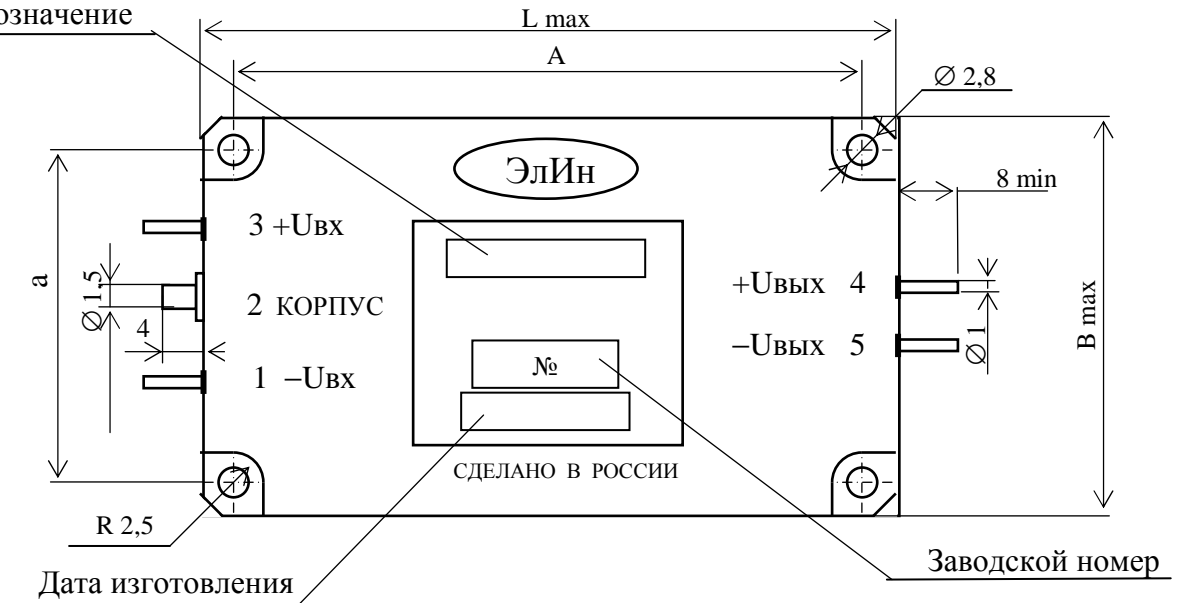 означение
L max
A
∅ 2,8
ЭлИн
8 min
3 +Uвх
a
∅ 1,5
2 КОРПУС
+Uвых 4
4
№
−Uвых 5
∅ 1
B max
1 −Uвх
СДЕЛАНО В РОССИИ
R 2,5
Заводской номер
Дата изготовления